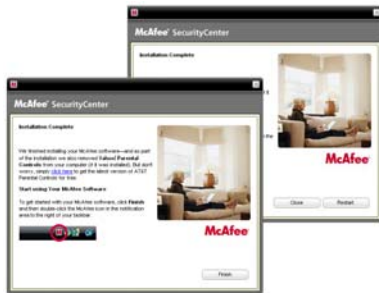 McAfee SecurityCenter
Installation Complete
McAfee
Close
Restart
McAfee SecurityCenter
Installation Complete
We finished installing your McAfee software—and as part
of the installation we also removed Yahoo! Parental
Controls from your computer (if it was installed). But don't
worry, simply click here to get the latest version of AT&T
Parental Controls for free.
Start using Your McAfee Software
To get started with your McAfee software, click Finish
and then double-click the McAfee icon in the notification
area to the right of your taskbar.
McAfee
Finish